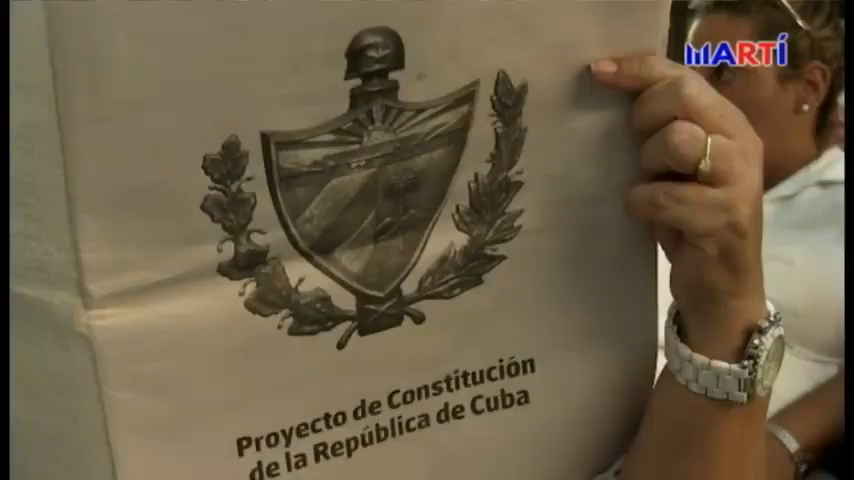 MARTÍ
Proyecto de Constitución
de la República de Cuba